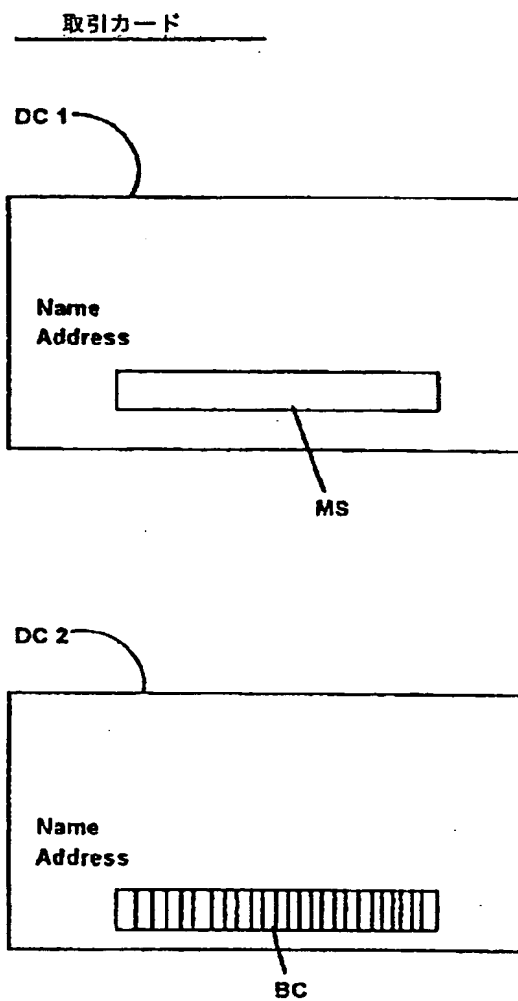 取引カード
DC 1
Name
Address
MS
DC 2
Name
Address
BC